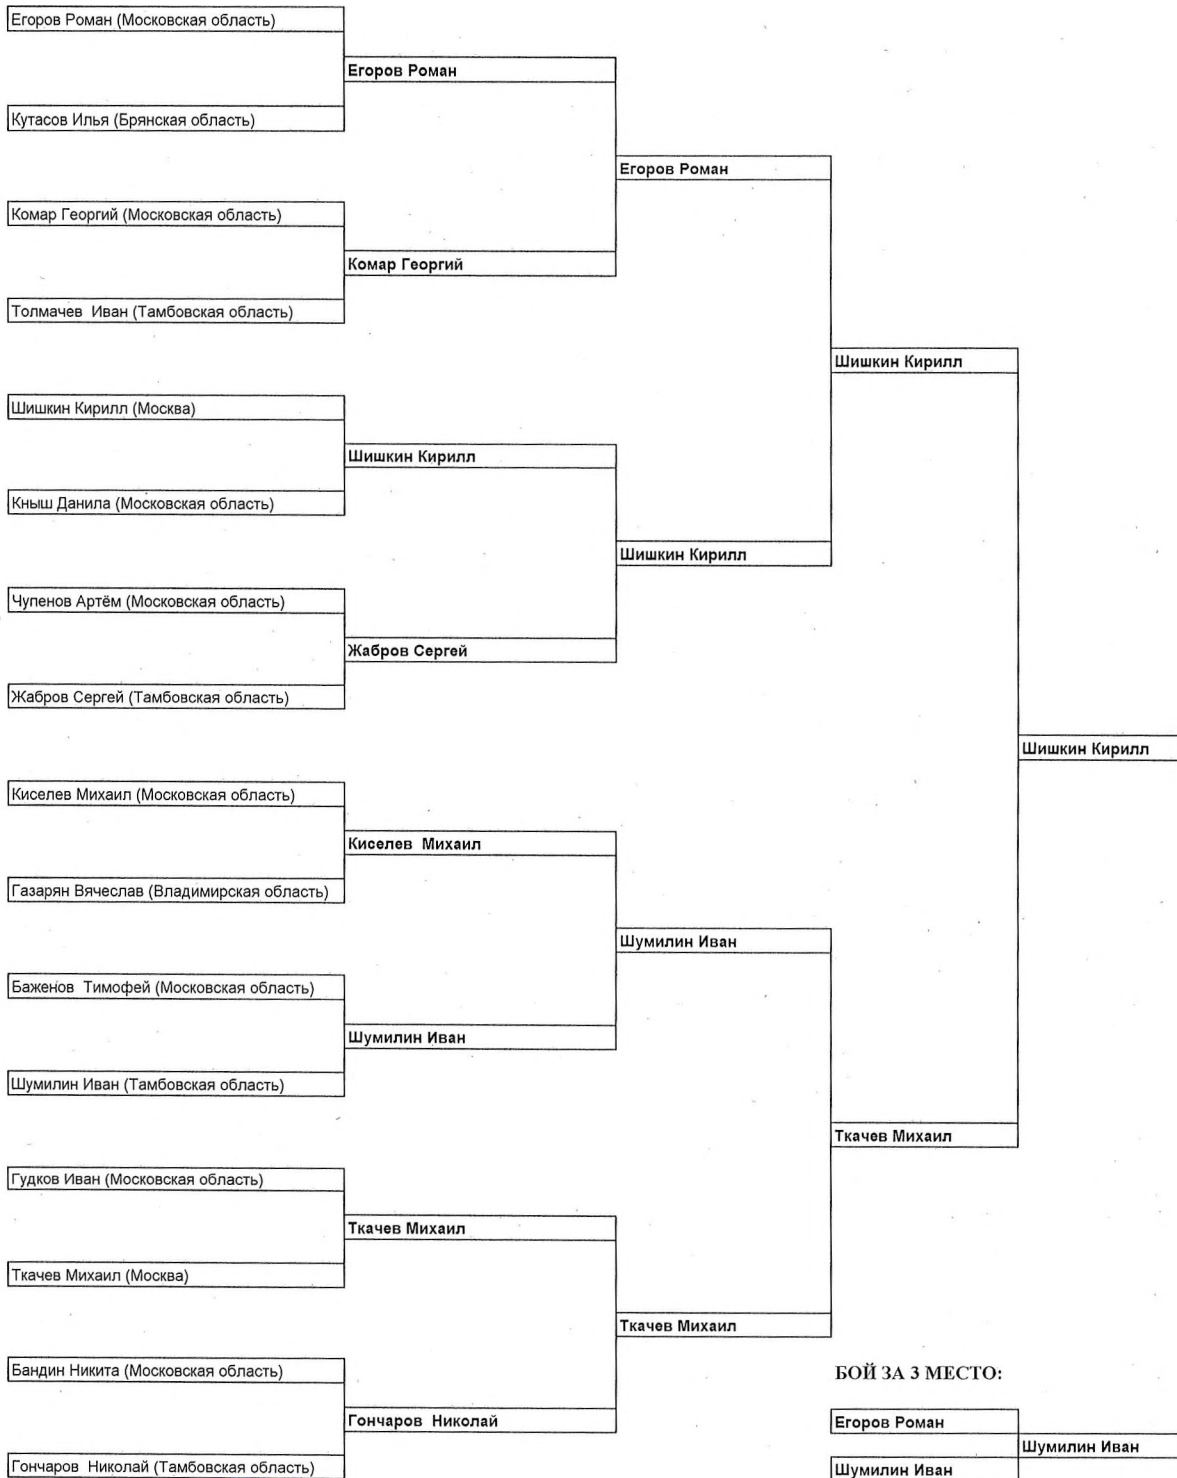 Егоров Роман (Московская область)
Егоров Роман
Кутасов Илья (Брянская область)
Егоров Роман
Комар Георгий (Московская область)
Комар Георгий
Толмачев Иван (Тамбовская область)
Шишкин Кирилл
Шишкин Кирилл (Москва)
Шишкин Кирилл
Кныш Данила (Московская область)
Шишкин Кирилл
Чупенов Артём (Московская область)
Жабров Сергей
Жабров Сергей (Тамбовская область)
Шишкин Кирилл
Киселев Михаил (Московская область)
Киселев Михаил
Газарян Вячеслав (Владимирская область)
Шумилин Иван
Баженов Тимофей (Московская область)
Шумилин Иван
Шумилин Иван (Тамбовская область)
Ткачев Михаил
Гудков Иван (Московская область)
Ткачев Михаил
Ткачев Михаил (Москва)
Ткачев Михаил
Бандин Никита (Московская область)
Гончаров Николай
Гончаров Николай (Тамбовская область)
БОЙ ЗА 3 МЕСТО:
Егоров Роман
Шумилин Иван
Шумилин Иван